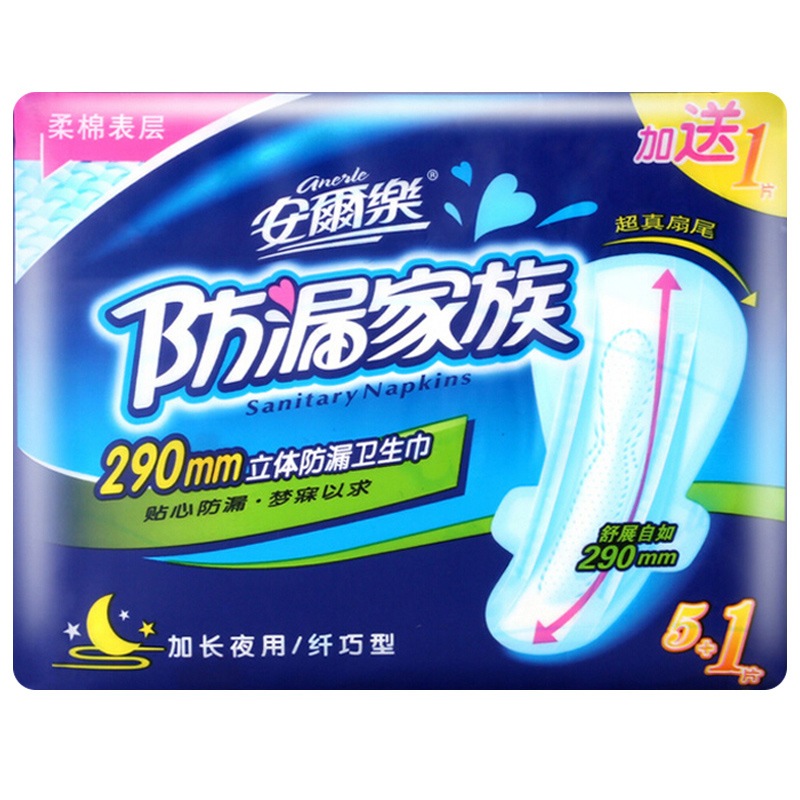 柔棉表层
加送1片
anerle®
安爾樂
超真扇尾
防漏家族
Sanitary Napkins
290mm立体防漏卫生巾
贴心防漏·梦寐以求
舒展自如
290mm
加长夜用/纤巧型
5+1片